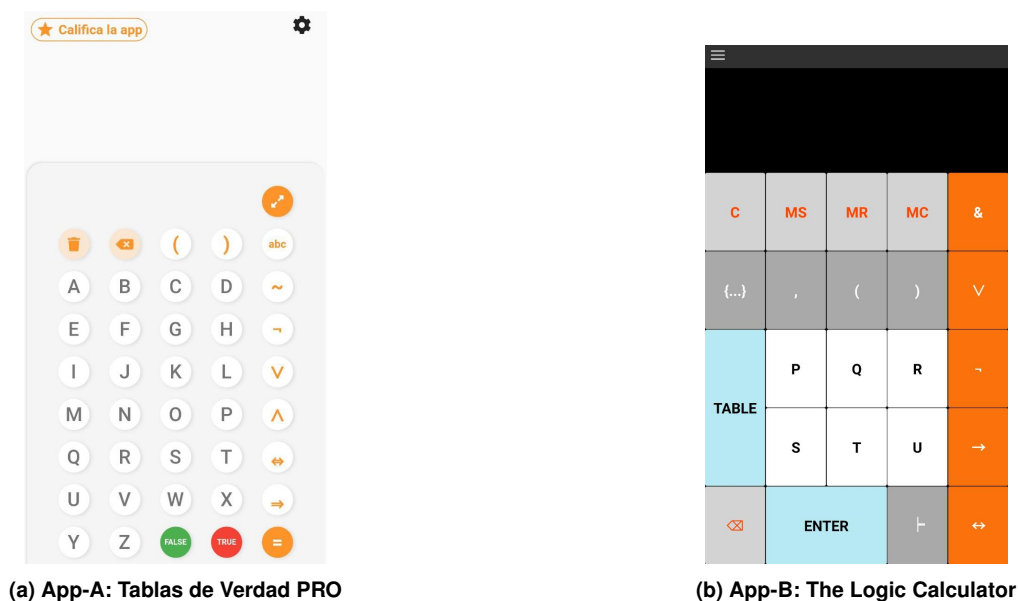 Califica la app
( ) abc
A B C D ~
E F G H ¬
I J K L ∨
M N O P ∧
Q R S T ⇔
U V W X ⇒
Y Z FALSE TRUE =
(a) App-A: Tablas de Verdad PRO
C MS MR MC &
{...} , ( ) ∨
TABLE P Q R ¬
S T U →
ENTER ⊢ ↔
(b) App-B: The Logic Calculator